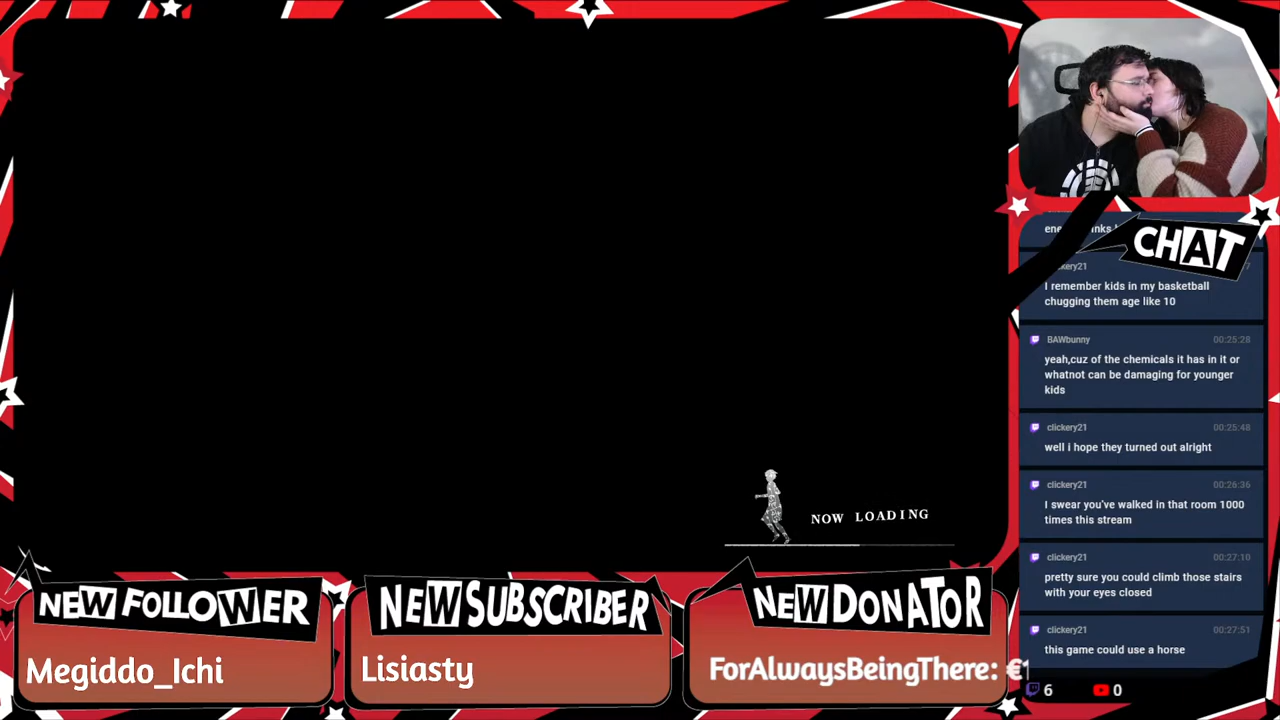 CHAT
I remember kids in my basketball
chugging them age like 10
BAWbunny 00:25:28
yeah,cuz of the chemicals it has in it or
whatnot can be damaging for younger
kids
clickery21 00:25:48
well i hope they turned out alright
clickery21 00:26:36
I swear you've walked in that room 1000
times this stream
clickery21 00:27:10
pretty sure you could climb those stairs
with your eyes closed
clickery21 00:27:51
this game could use a horse
6 0
NOW LOADING
NEW FOLLOWER
Megiddo_Ichi
NEW SUBSCRIBER
Lisiasty
NEW DONATOR
ForAlwaysBeingThere: €